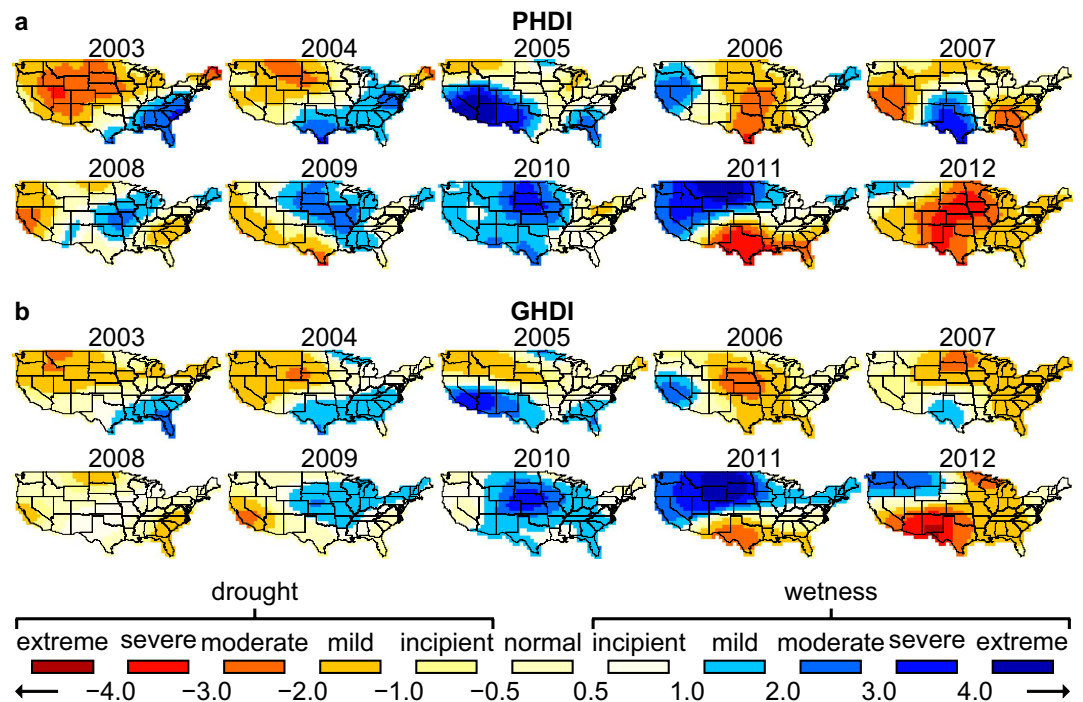 a PHDI
2003 2004 2005 2006 2007
2008 2009 2010 2011 2012
b GHDI
2003 2004 2005 2006 2007
2008 2009 2010 2011 2012
drought wetness
extreme severe moderate mild incipient normal incipient mild moderate severe extreme
−4.0 −3.0 −2.0 −1.0 −0.5 0.5 1.0 2.0 3.0 4.0